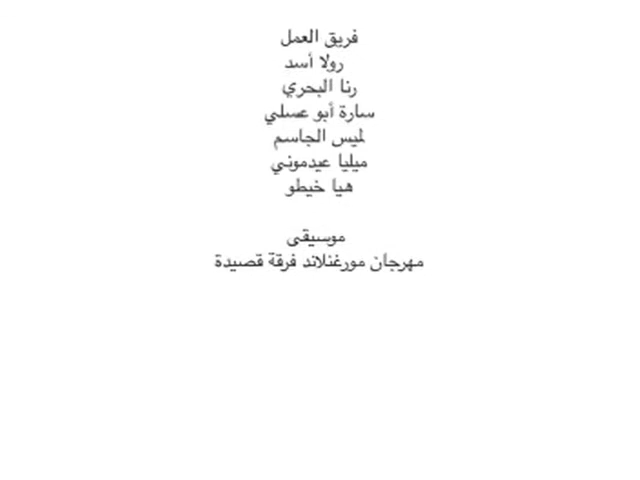 فريق العمل
رولا أسد
رنا البحري
سارة أبو عسلي
لميس الجاسم
ميليا عيدموني
هيا خيطو
موسيقى
مهرجان مورغنلاند فرقة قصيدة